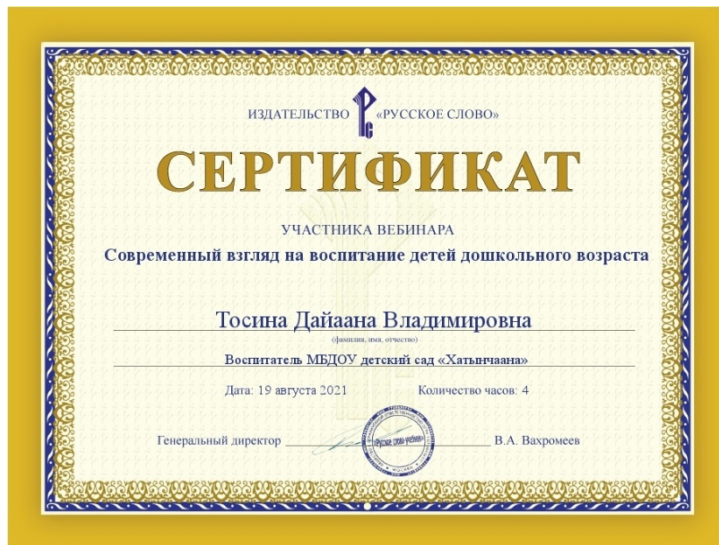 ИЗДАТЕЛЬСТВО «РУССКОЕ СЛОВО»
СЕРТИФИКАТ
УЧАСТНИКА ВЕБИНАРА
Современный взгляд на воспитание детей дошкольного возраста
Тосина Дайаана Владимировна
(фамилия, имя, отчество)
Воспитатель МБДОУ детский сад «Хатынчаана»
Дата: 19 августа 2021 Количество часов: 4
Генеральный директор В.А. Вахромеев